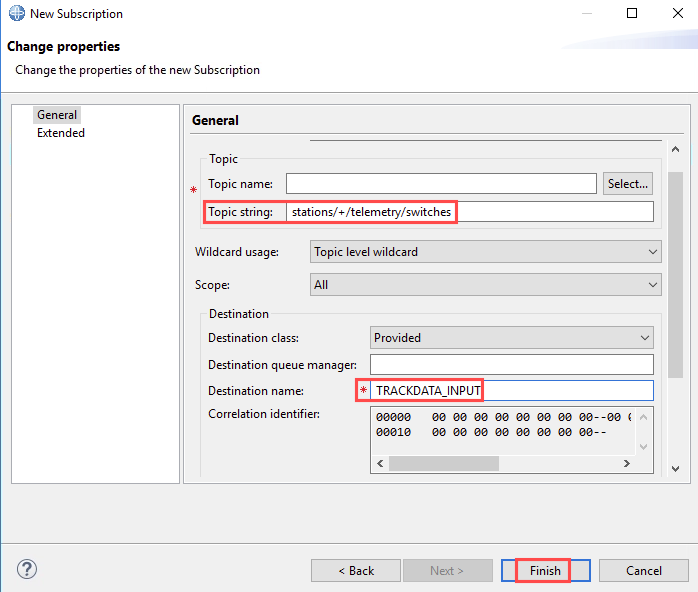 New Subscription
Change properties
Change the properties of the new Subscription
General
Extended
General
Topic
* Topic name: Select...
Topic string: stations/+/telemetry/switches
Wildcard usage: Topic level wildcard
Scope: All
Destination
Destination class: Provided
Destination queue manager:
Destination name: * TRACKDATA_INPUT
Correlation identifier:
00000 00 00 00 00 00 00 00 00--00
00010 00 00 00 00 00 00 00 00--
? < Back Next > Finish Cancel